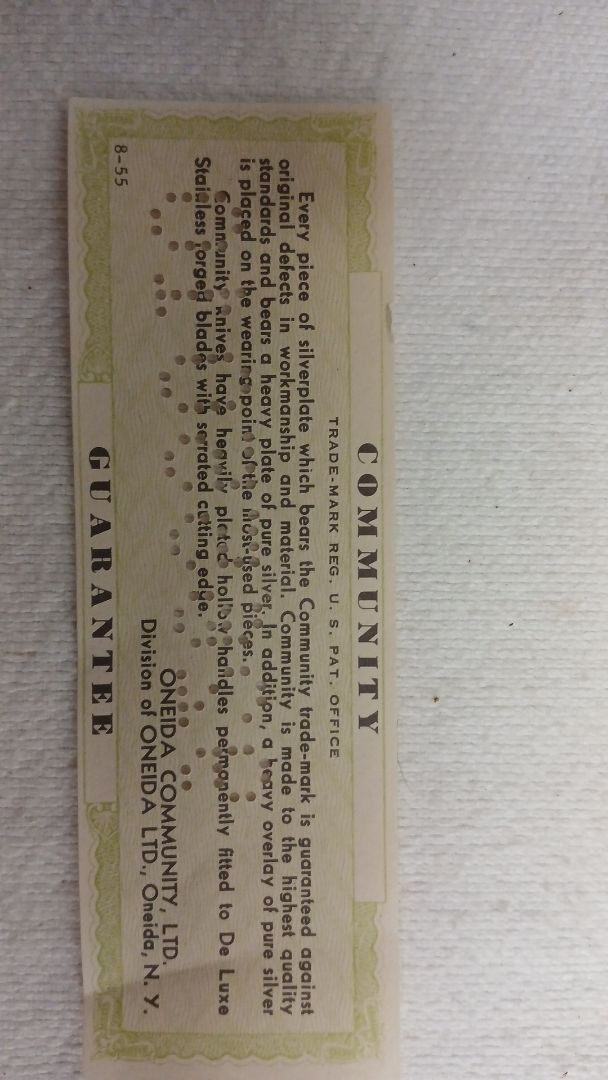 COMMUNITY
TRADE-MARK REG. U. S. PAT. OFFICE
Every piece of silverplate which bears the Community trade-mark is guaranteed against
original defects in workmanship and material. Community is made to the highest quality
standards and bears a heavy plate of pure silver. In addition, a heavy overlay of pure silver
is placed on the wearing point of the most-used pieces.
Community knives have heavily plated hollow handles permanently fitted to De Luxe
Stainless forged blades with serrated cutting edge.
ONEIDA COMMUNITY, LTD.
Division of ONEIDA LTD., Oneida, N. Y.
8-55
GUARANTEE